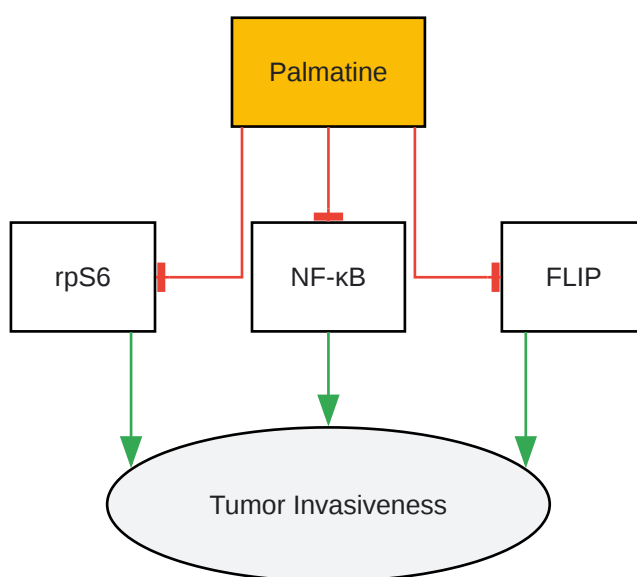 Palmatine
rpS6
NF-κB
FLIP
Tumor Invasiveness